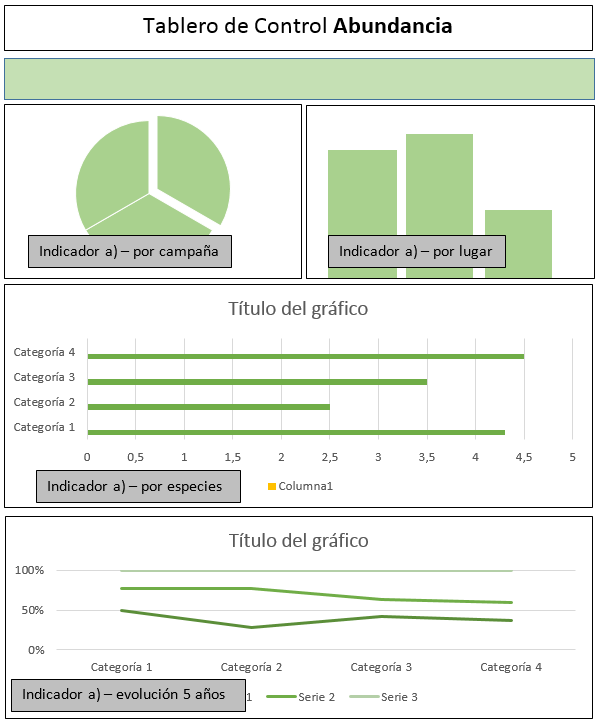 Tablero de Control Abundancia
Indicador a) – por campaña
Indicador a) – por lugar
Título del gráfico
Categoría 4
Categoría 3
Categoría 2
Categoría 1
0 0,5 1 1,5 2 2,5 3 3,5 4 4,5 5
Indicador a) – por especies
Columna1
Título del gráfico
100%
50%
0%
Categoría 1 Categoría 2 Categoría 3 Categoría 4
Indicador a) – evolución 5 años
1 Serie 2 Serie 3